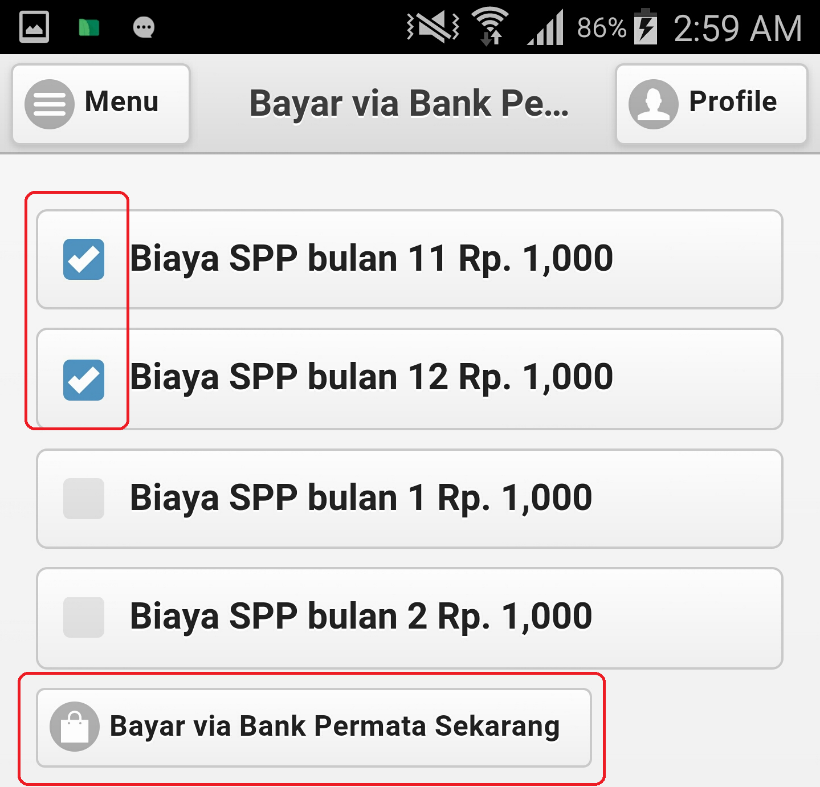 86% 2:59 AM
Menu Bayar via Bank Pe... Profile
Biaya SPP bulan 11 Rp. 1,000
Biaya SPP bulan 12 Rp. 1,000
Biaya SPP bulan 1 Rp. 1,000
Biaya SPP bulan 2 Rp. 1,000
Bayar via Bank Permata Sekarang